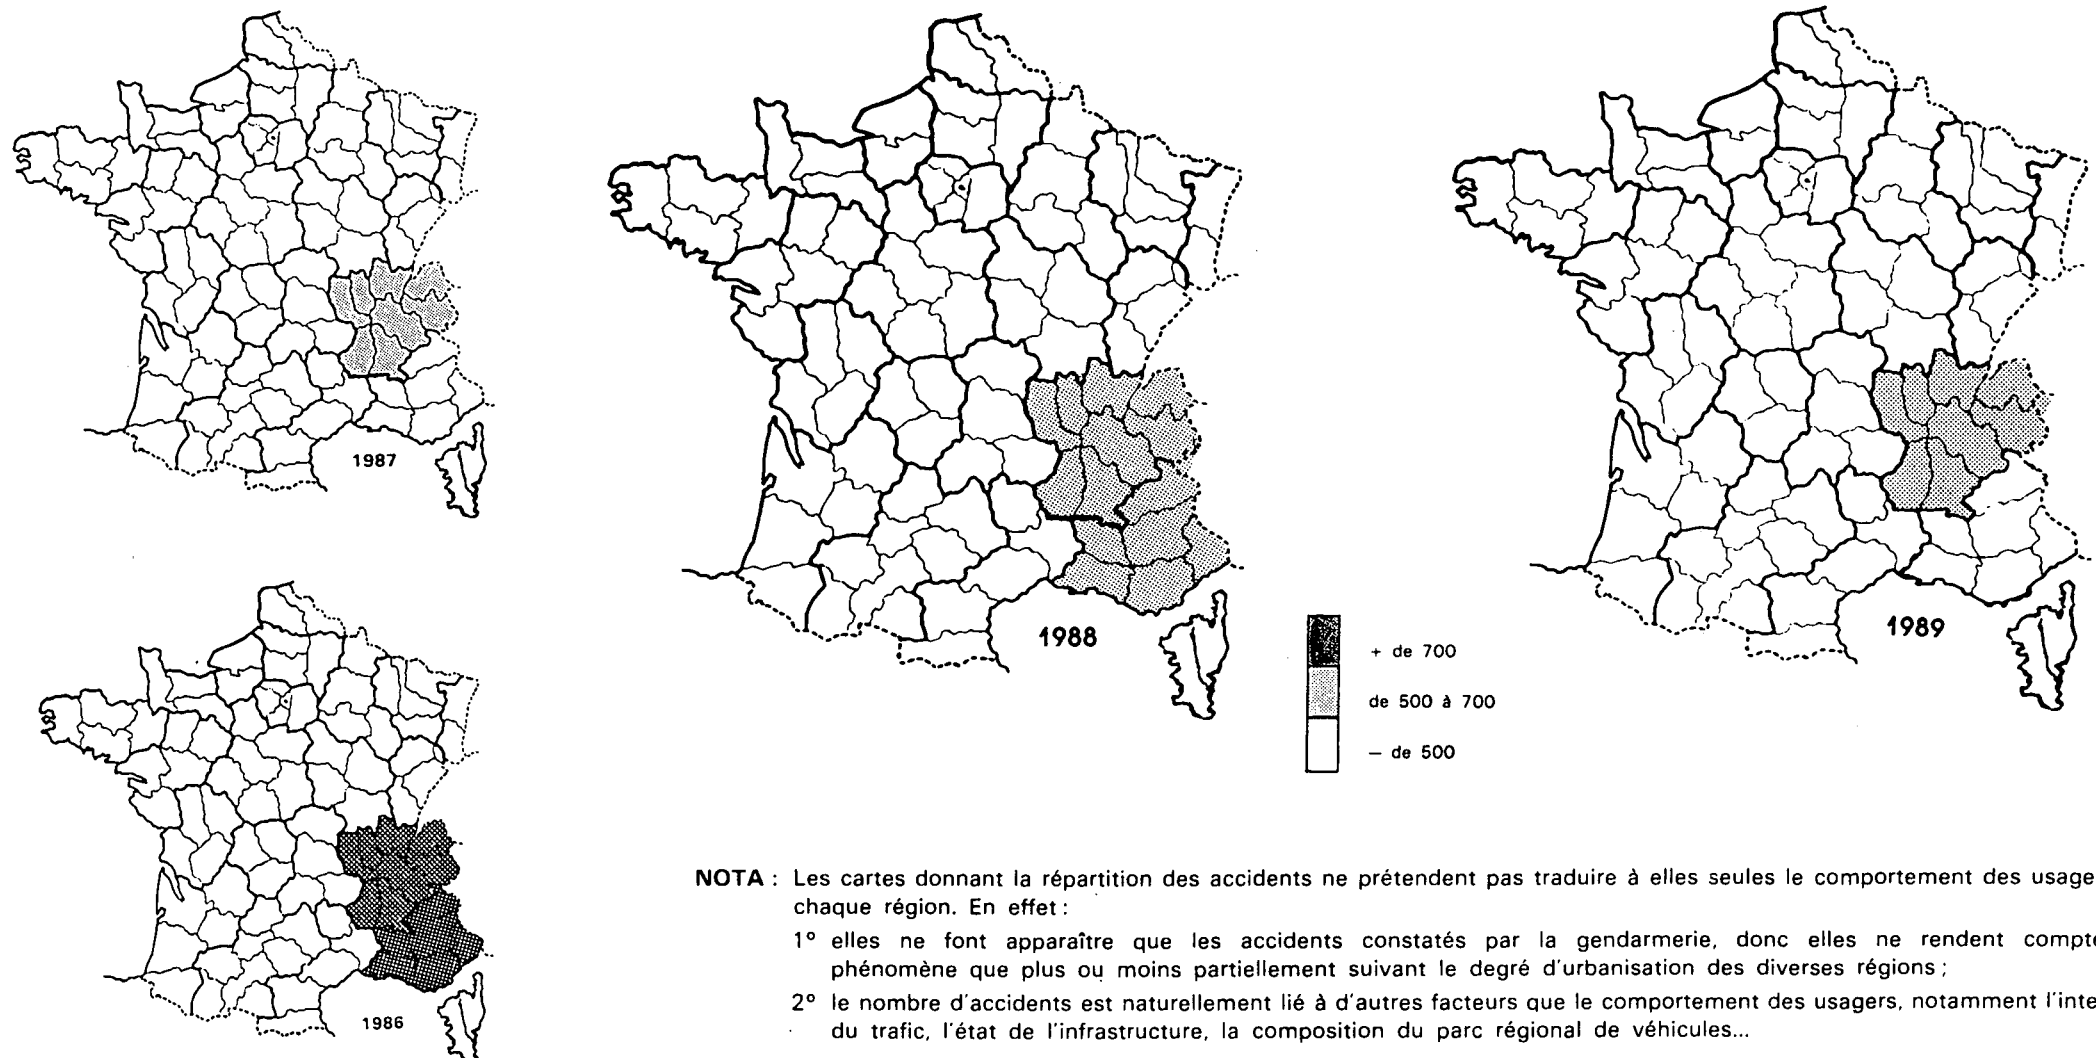 1987
1988
1989
+ de 700
de 500 à 700
— de 500
1986
NOTA : Les cartes donnant la répartition des accidents ne prétendent pas traduire à elles seules le comportement des usage
chaque région. En effet :
1° elles ne font apparaître que les accidents constatés par la gendarmerie, donc elles ne rendent compte
phénomène que plus ou moins partiellement suivant le degré d'urbanisation des diverses régions ;
2° le nombre d'accidents est naturellement lié à d'autres facteurs que le comportement des usagers, notamment l'inte
du trafic, l'état de l'infrastructure, la composition du parc régional de véhicules...